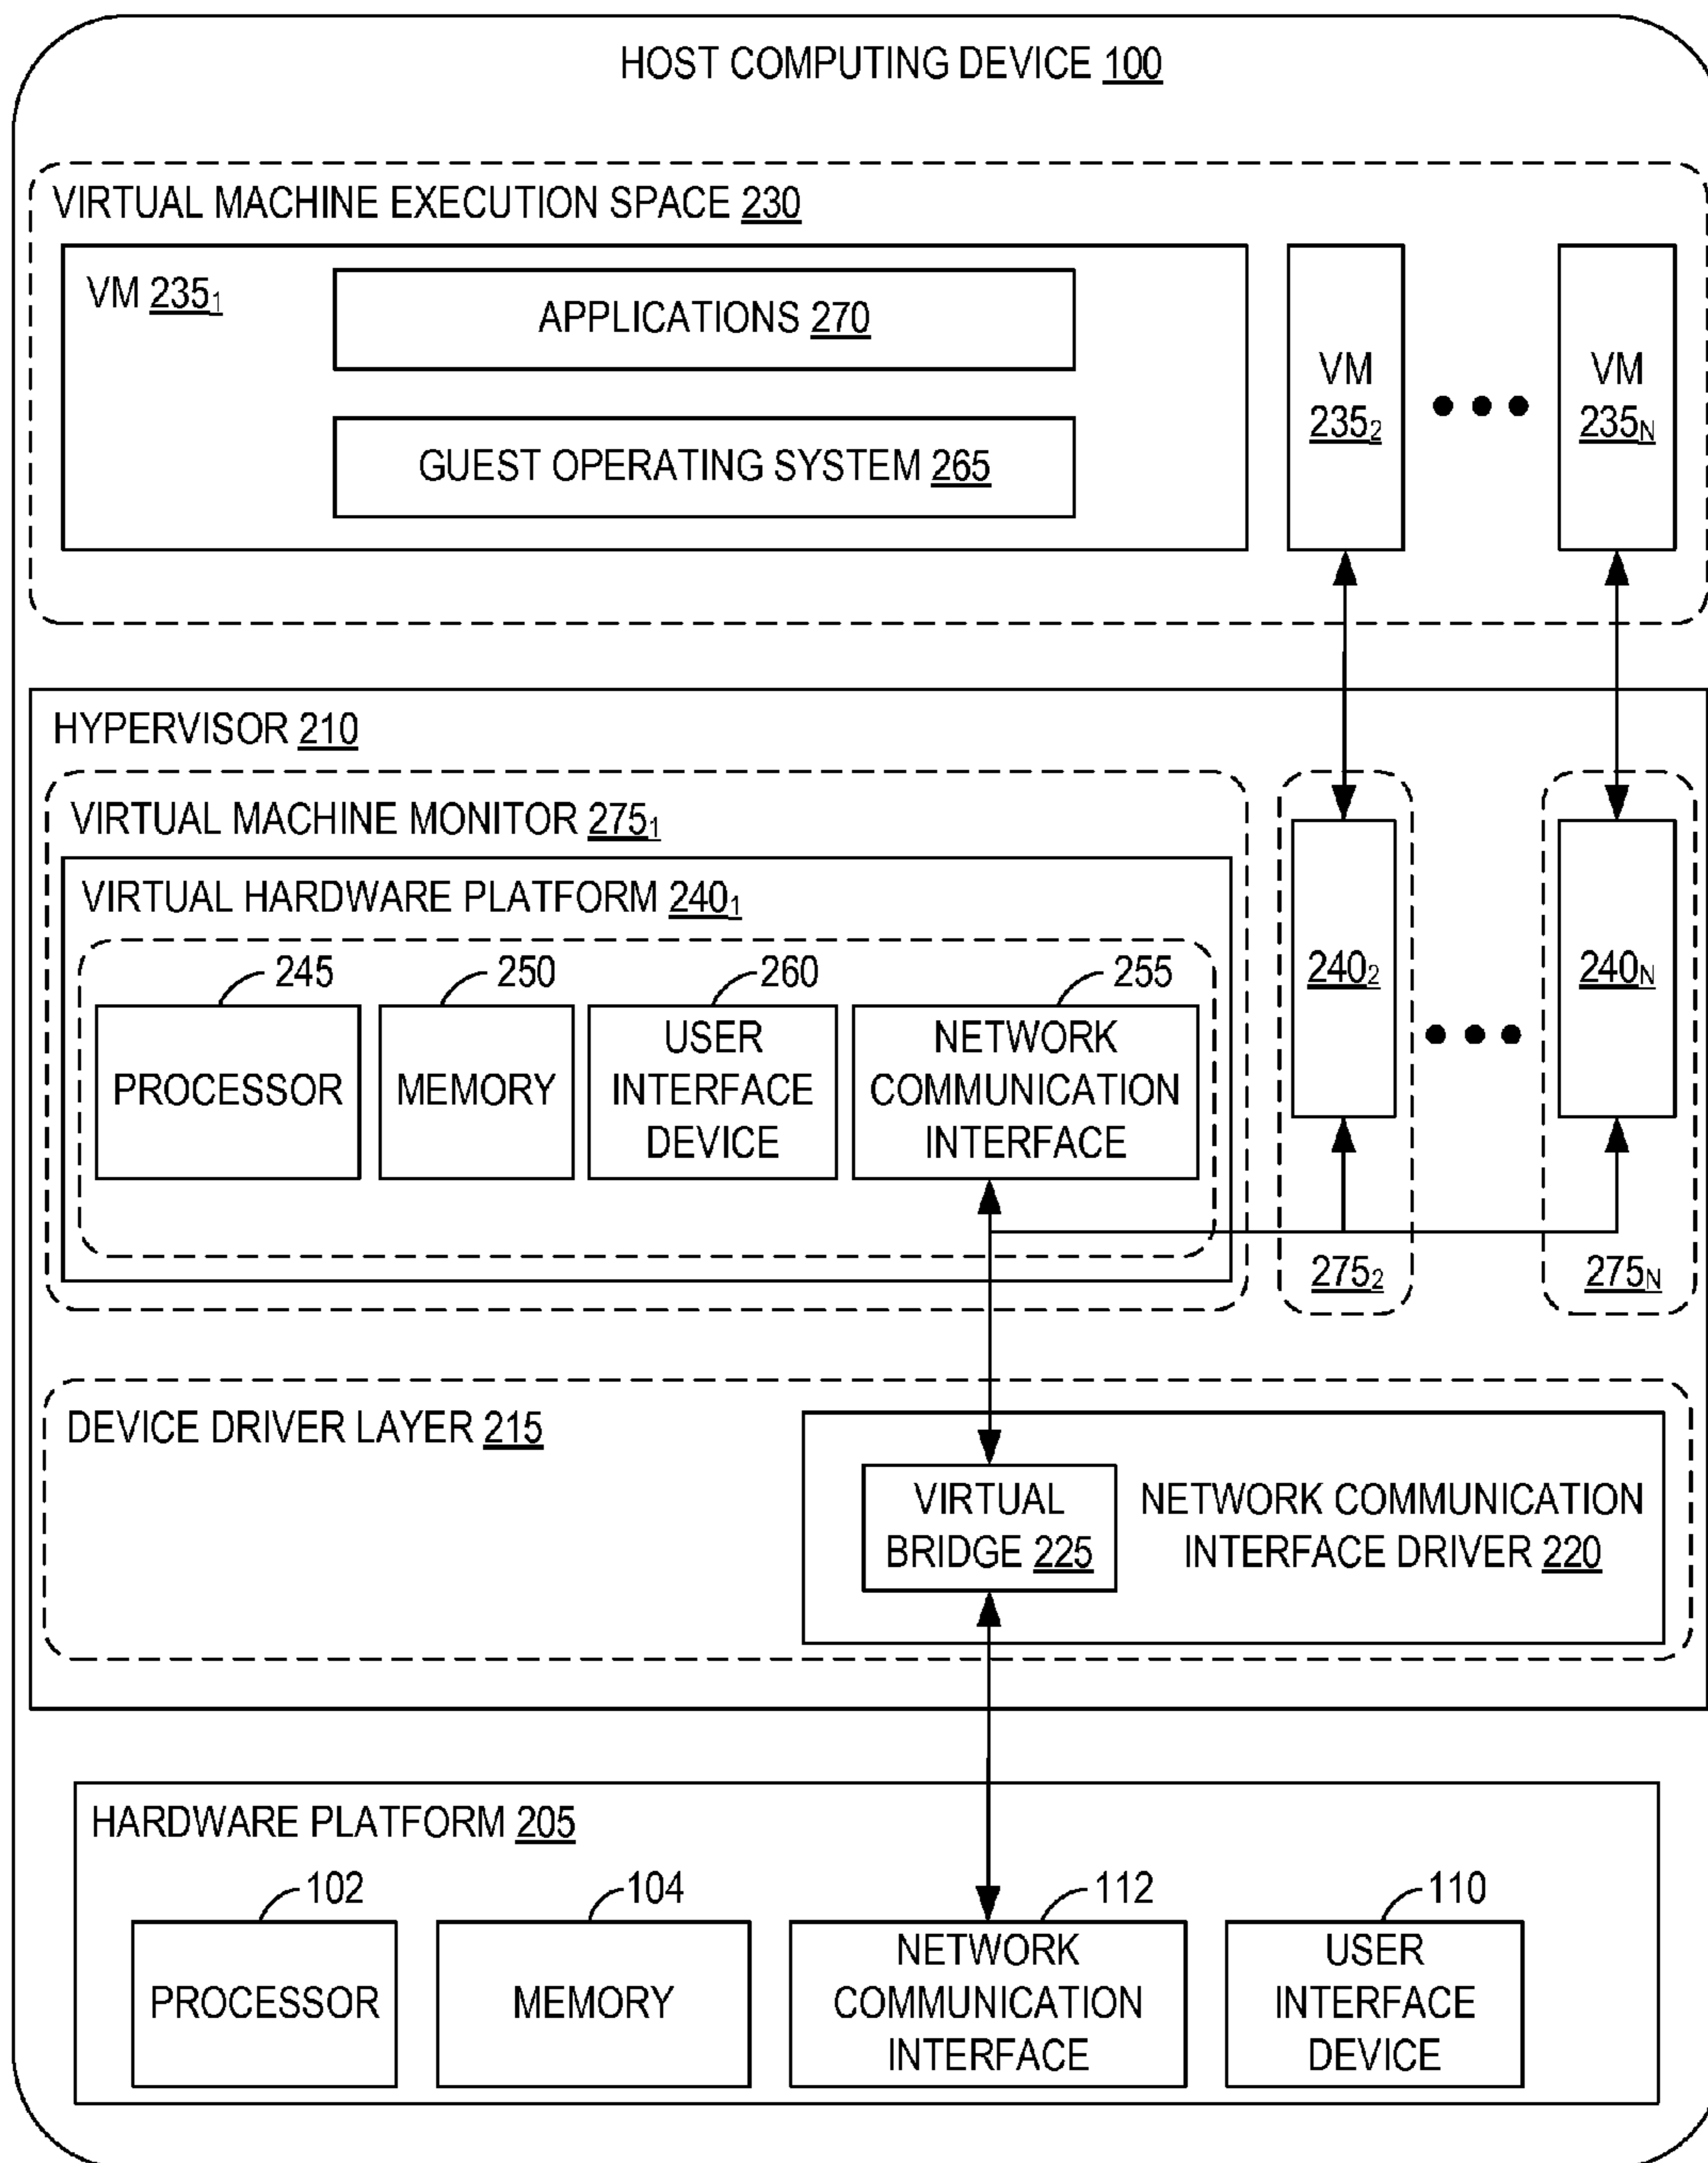 HOST COMPUTING DEVICE 100
VIRTUAL MACHINE EXECUTION SPACE 230
VM 235₁
APPLICATIONS 270
GUEST OPERATING SYSTEM 265
VM
235₂
VM
235N
HYPERVISOR 210
VIRTUAL MACHINE MONITOR 275₁
VIRTUAL HARDWARE PLATFORM 240₁
245
250
260
255
PROCESSOR
MEMORY
USER
INTERFACE
DEVICE
NETWORK
COMMUNICATION
INTERFACE
240₂
240N
275₂
275N
DEVICE DRIVER LAYER 215
VIRTUAL
BRIDGE 225
NETWORK COMMUNICATION
INTERFACE DRIVER 220
HARDWARE PLATFORM 205
102
104
112
110
PROCESSOR
MEMORY
NETWORK
COMMUNICATION
INTERFACE
USER
INTERFACE
DEVICE